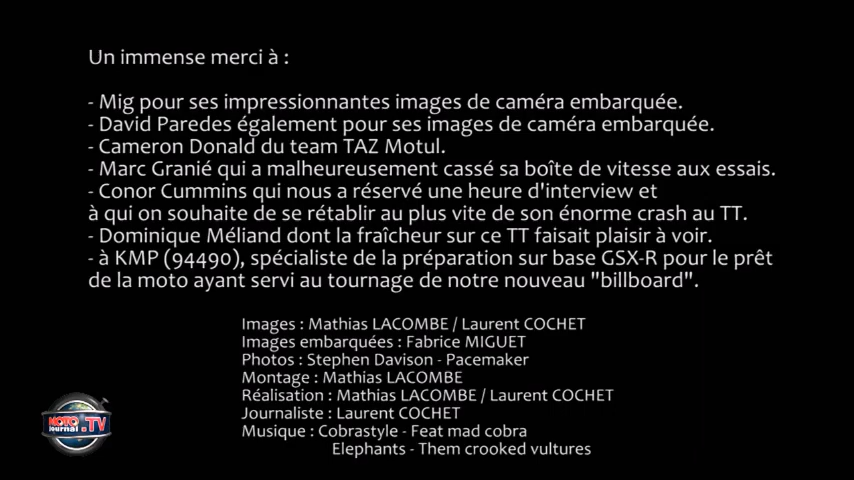 Un immense merci à :
- Mig pour ses impressionnantes images de caméra embarquée.
- David Paredes également pour ses images de caméra embarquée.
- Cameron Donald du team TAZ Motul.
- Marc Granié qui a malheureusement cassé sa boîte de vitesse aux essais.
- Conor Cummins qui nous a réservé une heure d'interview et
à qui on souhaite de se rétablir au plus vite de son énorme crash au TT.
- Dominique Méliand dont la fraîcheur sur ce TT faisait plaisir à voir.
- à KMP (94490), spécialiste de la préparation sur base GSX-R pour le prêt
de la moto ayant servi au tournage de notre nouveau "billboard".
Images : Mathias LACOMBE / Laurent COCHET
Images embarquées : Fabrice MIGUET
Photos : Stephen Davison - Pacemaker
Montage : Mathias LACOMBE
Réalisation : Mathias LACOMBE / Laurent COCHET
Journaliste : Laurent COCHET
Musique : Cobrastyle - Feat mad cobra
Elephants - Them crooked vultures
MOTO
Journal .TV